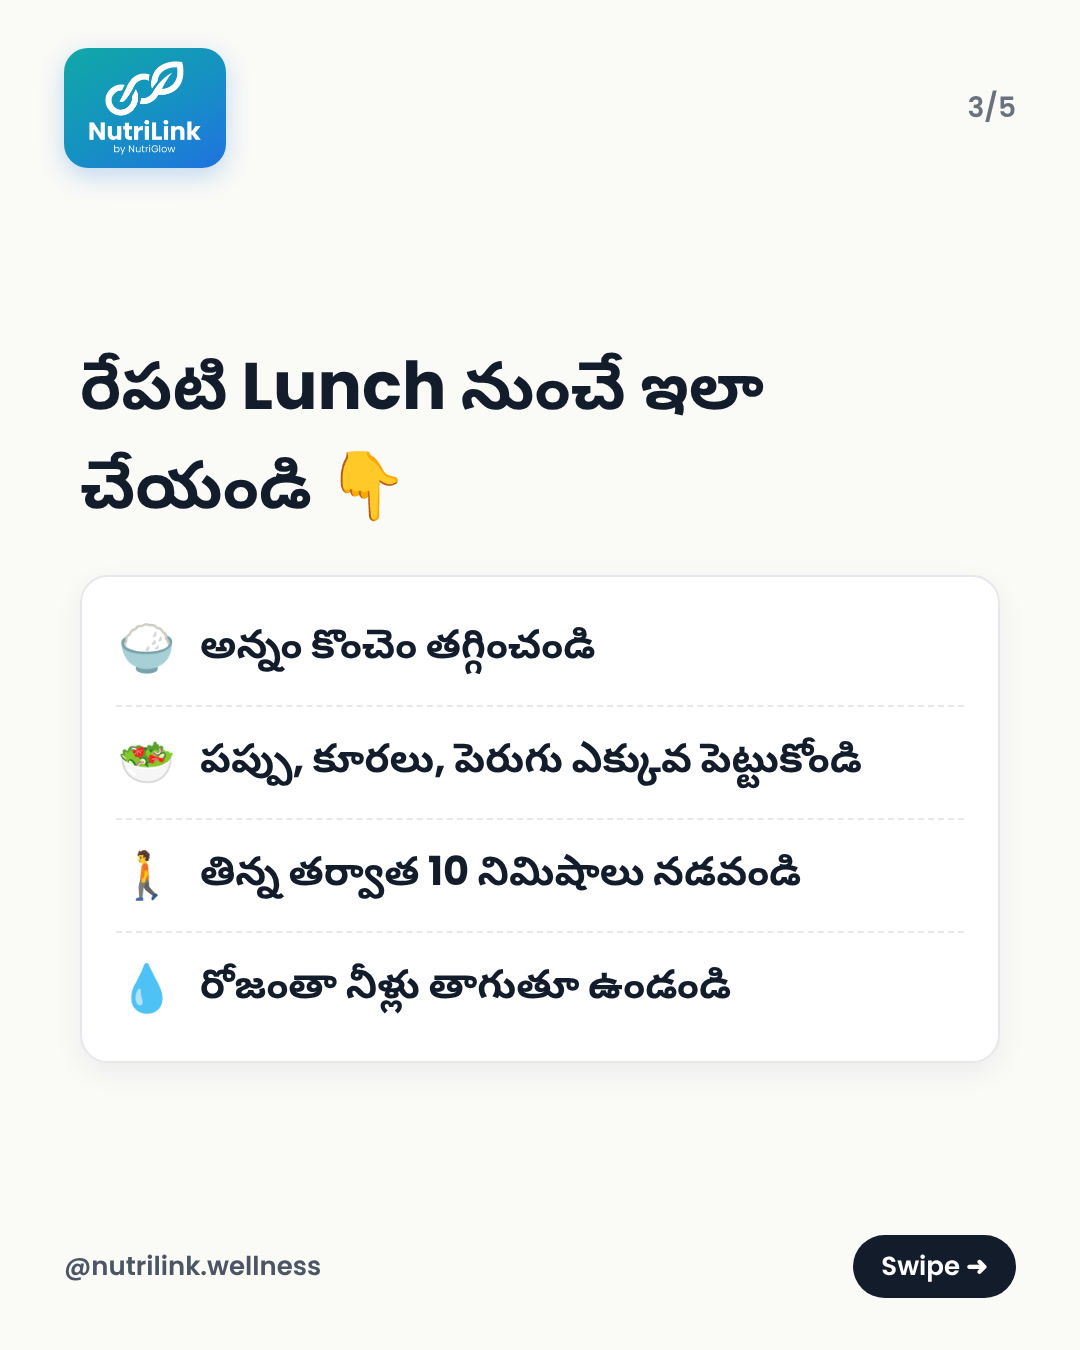 NutriLink
by NutriGlow
3/5
రేపటి Lunch నుంచే ఇలా
చేయండి 👇
అన్నం కొంచెం తగ్గించండి
పప్పు, కూరలు, పెరుగు ఎక్కువ పెట్టుకోండి
తిన్న తర్వాత 10 నిమిషాలు నడవండి
రోజంతా నీళ్లు తాగుతూ ఉండండి
@nutrilink.wellness
Swipe ➜